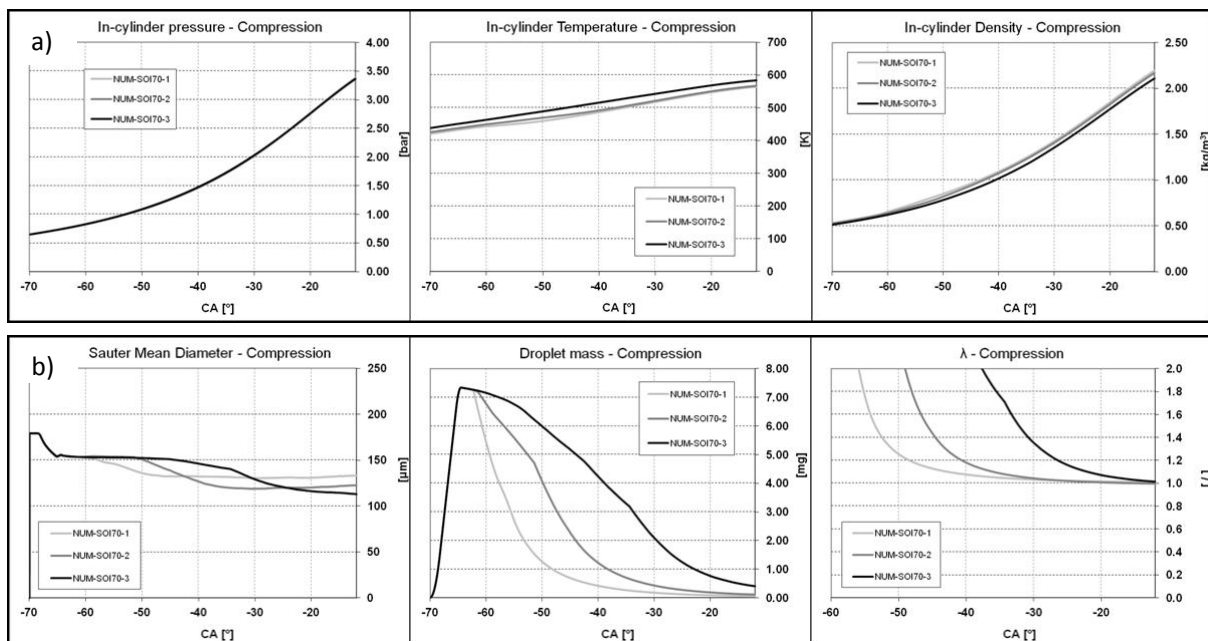 a)
In-cylinder pressure - Compression
4.00
3.50
3.00
2.50
2.00
1.50
1.00
0.50
0.00
[bar]
NUM-SOI70-1
NUM-SOI70-2
NUM-SOI70-3
-70 -60 -50 -40 -30 -20
CA [°]
In-cylinder Temperature - Compression
700
600
500
400
300
200
100
0
[K]
NUM-SOI70-1
NUM-SOI70-2
NUM-SOI70-3
-70 -60 -50 -40 -30 -20
CA [°]
In-cylinder Density - Compression
2.50
2.00
1.50
1.00
0.50
0.00
[kg/m³]
NUM-SOI70-1
NUM-SOI70-2
NUM-SOI70-3
-70 -60 -50 -40 -30 -20
CA [°]
b)
Sauter Mean Diameter - Compression
250
200
150
100
50
0
[µm]
NUM-SOI70-1
NUM-SOI70-2
NUM-SOI70-3
-70 -60 -50 -40 -30 -20
CA [°]
Droplet mass - Compression
8.00
7.00
6.00
5.00
4.00
3.00
2.00
1.00
0.00
[mg]
NUM-SOI70-1
NUM-SOI70-2
NUM-SOI70-3
-70 -60 -50 -40 -30 -20
CA [°]
λ - Compression
2.0
1.8
1.6
1.4
1.2
1.0
0.8
0.6
0.4
0.2
0.0
[/]
NUM-SOI70-1
NUM-SOI70-2
NUM-SOI70-3
-60 -50 -40 -30 -20
CA [°]